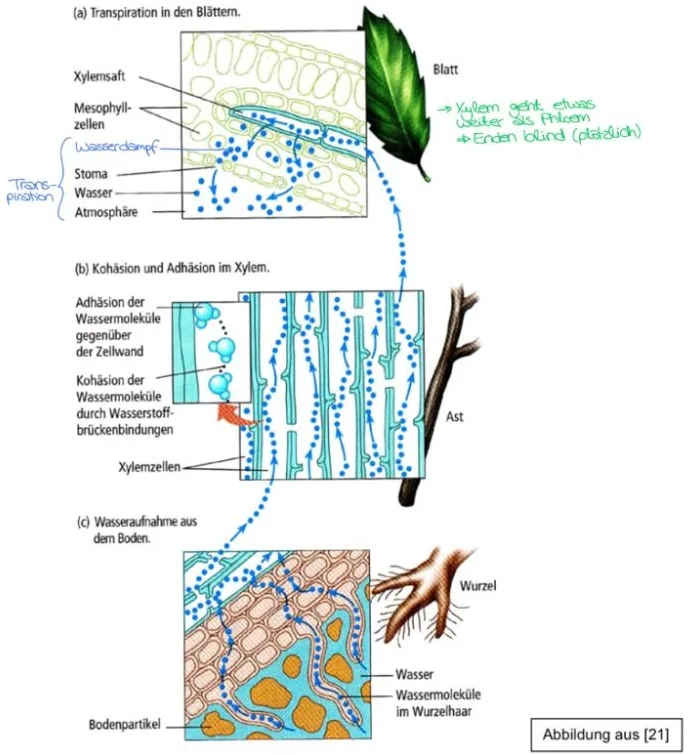 (a) Transpiration in den Blättern.
Xylemsaft
Mesophyll-
zellen
Wasserdampf
Trans-
piration
Stoma
Wasser
Atmosphäre
Blatt
→ Xylem geht etwas
weiter als Phloem
⇒ Enden blind (plötzlich)
(b) Kohäsion und Adhäsion im Xylem.
Adhäsion der
Wassermoleküle
gegenüber
der Zellwand
Kohäsion der
Wassermoleküle
durch Wasserstoff-
brückenbindungen
Xylemzellen
Ast
(c) Wasseraufnahme aus
dem Boden.
Wurzel
Wasser
Wassermoleküle
im Wurzelhaar
Bodenpartikel
Abbildung aus [21]